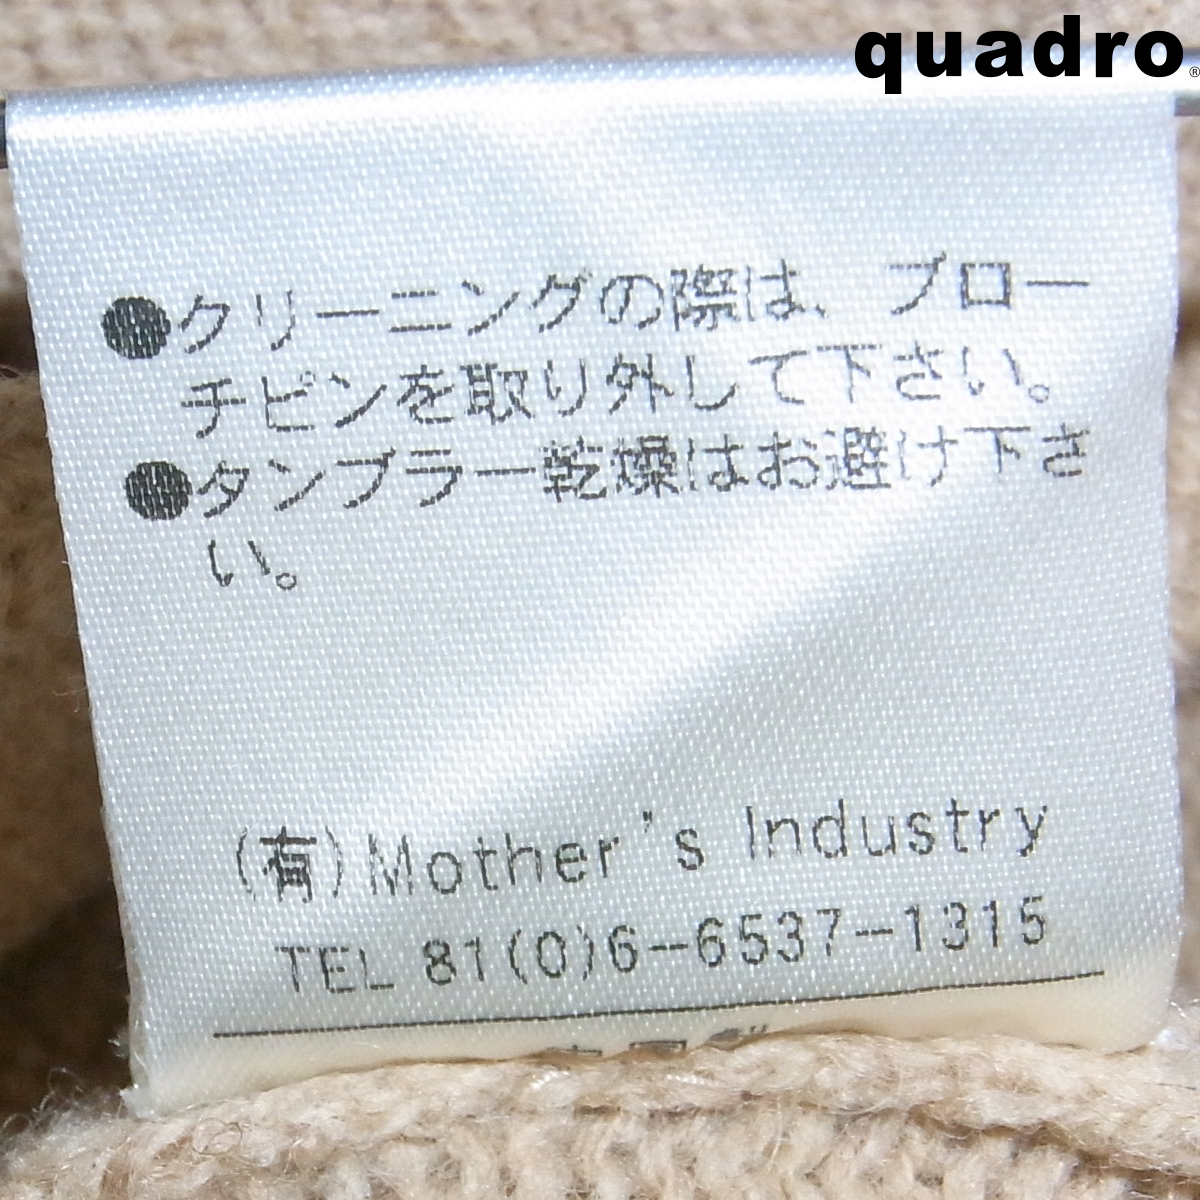 quadro®
●クリーニングの際は、ブロー
チピンを取り外して下さい。
●タンブラー乾燥はお避け下さ
い。
(有)Mother's Industry
TEL 81(0)6-6537-1315